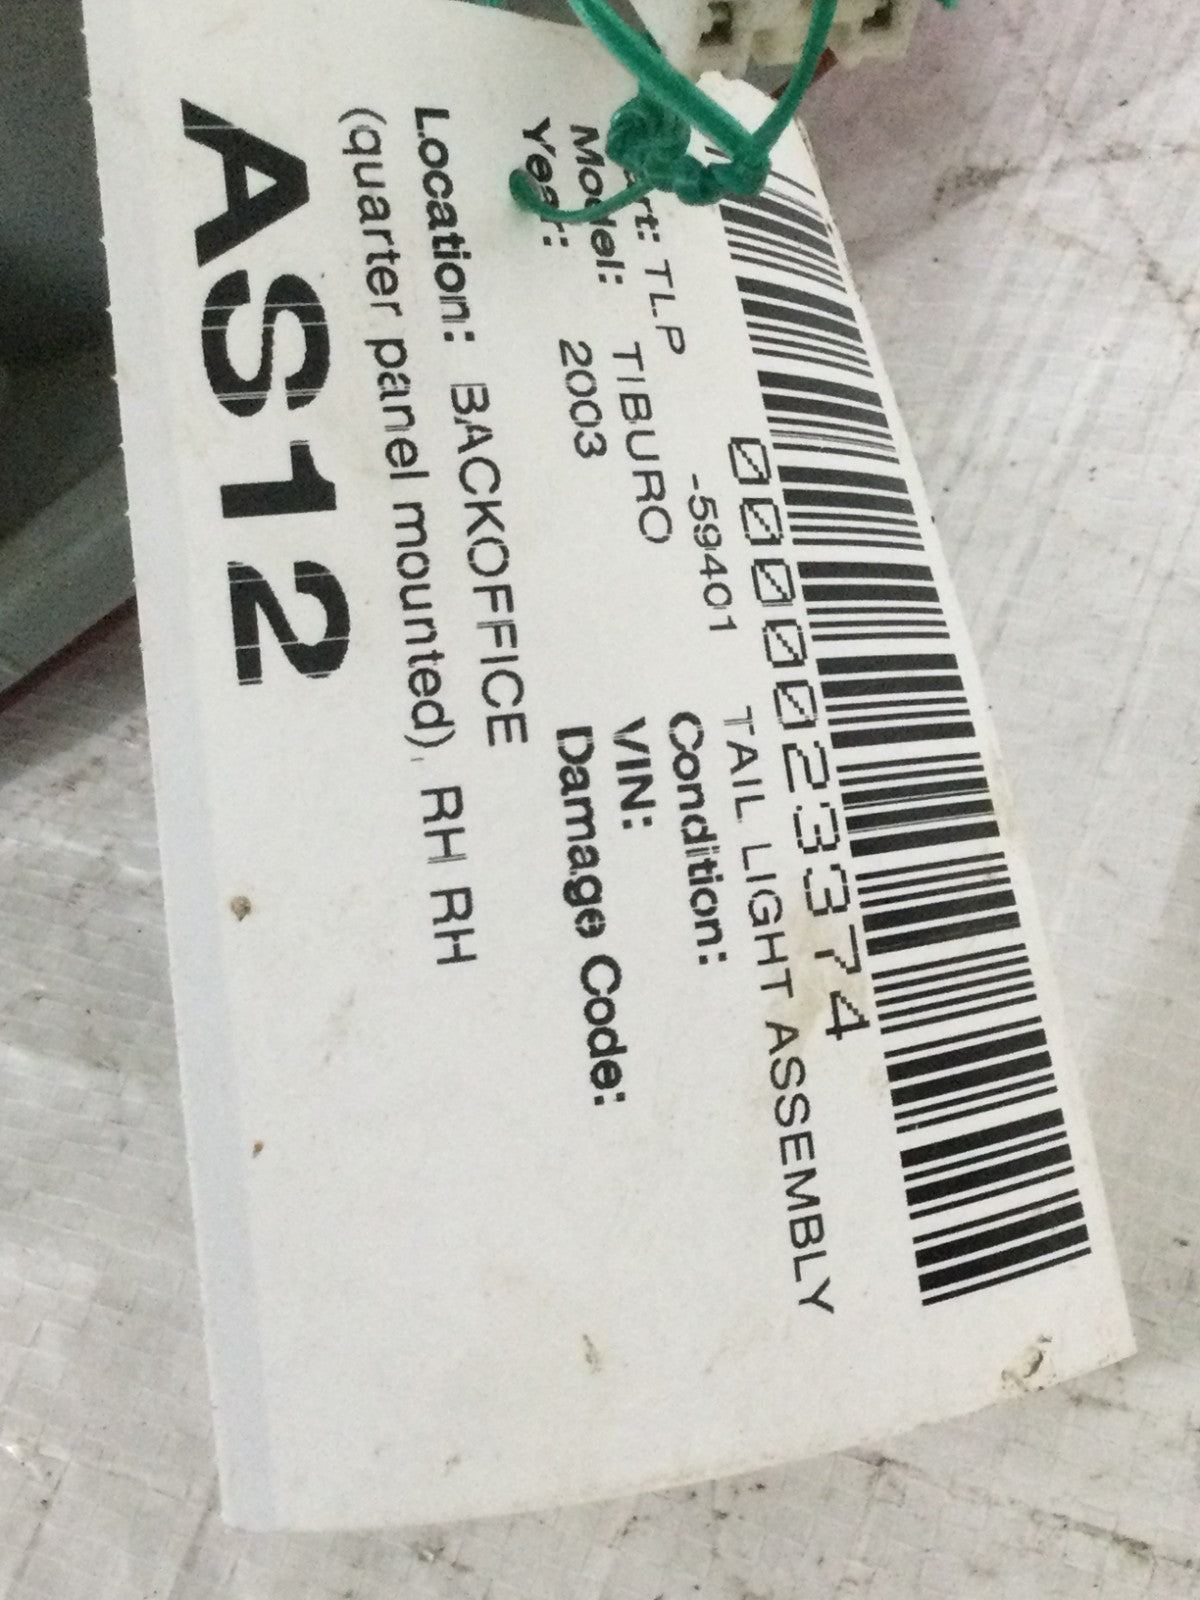 0000023374
TLP -59401 TAIL LIGHT ASSEMBLY
Model: TIBURO Condition:
Year: 2003 VIN:
Damage Code:
Location: BACKOFFICE
(quarter panel mounted), RH RH
AS12